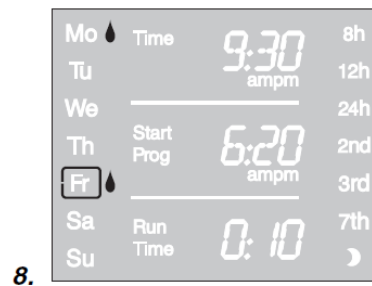 Mo Time 9:30 8h
Tu ampm 12h
We 24h
Th Start Prog 6:20 2nd
Fr ampm 3rd
Sa Run Time 0:10 7th
Su
8.